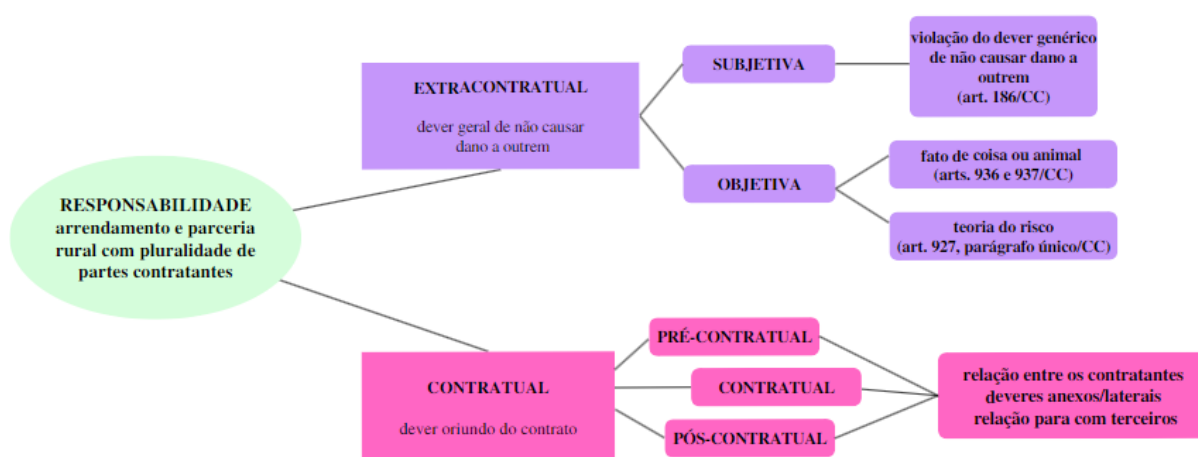 RESPONSABILIDADE
arrendamento e parceria
rural com pluralidade de
partes contratantes
EXTRACONTRATUAL
dever geral de não causar
dano a outrem
SUBJETIVA
violação do dever genérico
de não causar dano a
outrem
(art. 186/CC)
OBJETIVA
fato de coisa ou animal
(arts. 936 e 937/CC)
teoria do risco
(art. 927, parágrafo único/CC)
CONTRATUAL
dever oriundo do contrato
PRÉ-CONTRATUAL
CONTRATUAL
PÓS-CONTRATUAL
relação entre os contratantes
deveres anexos/laterais
relação para com terceiros